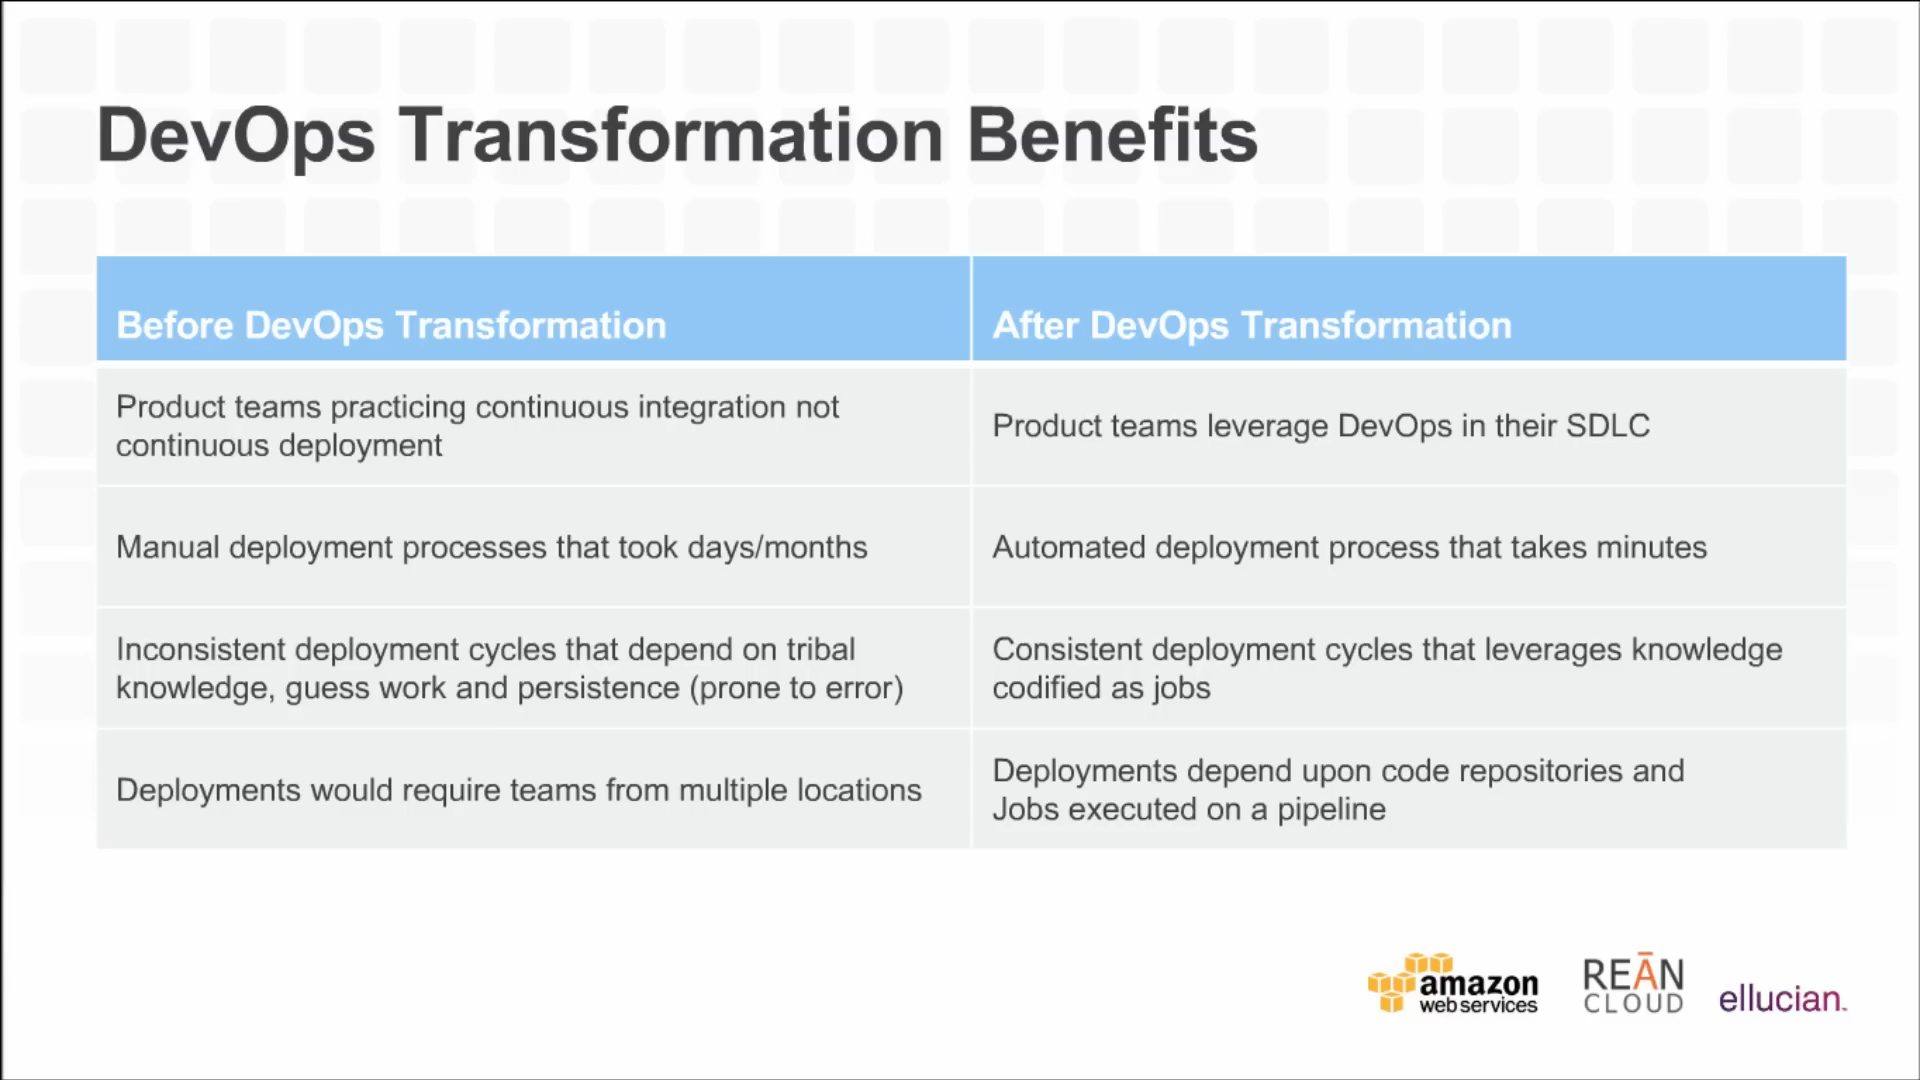 DevOps Transformation Benefits
Before DevOps Transformation
After DevOps Transformation
Product teams practicing continuous integration not
continuous deployment
Product teams leverage DevOps in their SDLC
Manual deployment processes that took days/months
Automated deployment process that takes minutes
Inconsistent deployment cycles that depend on tribal
knowledge, guess work and persistence (prone to error)
Consistent deployment cycles that leverages knowledge
codified as jobs
Deployments would require teams from multiple locations
Deployments depend upon code repositories and
Jobs executed on a pipeline
amazon
web services
REĀN
CLOUD
ellucian.